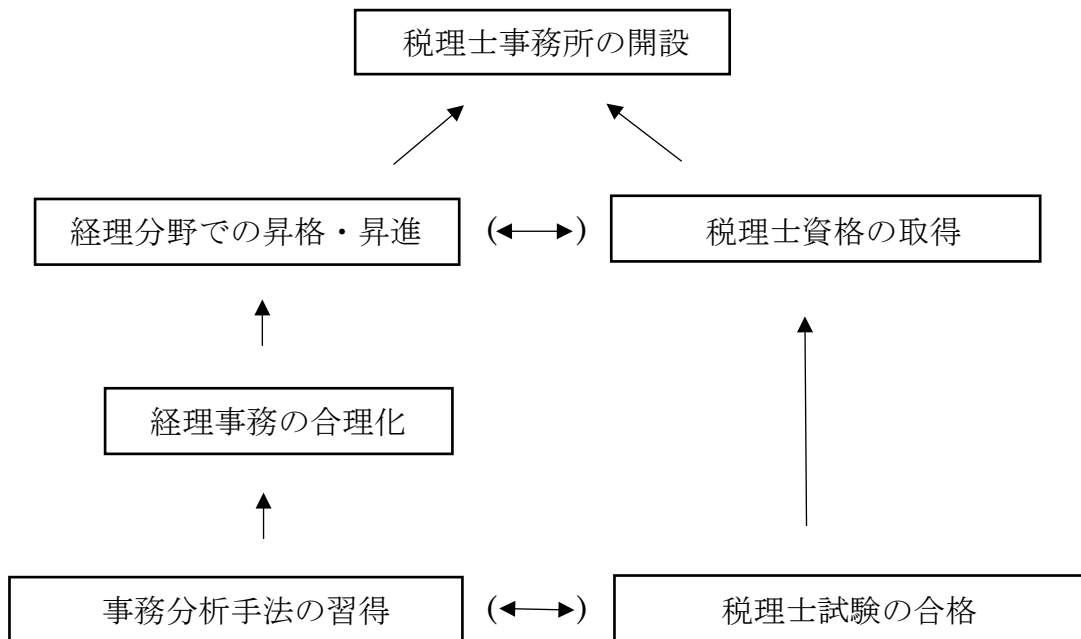 税理士事務所の開設
経理分野での昇格・昇進
(↔)
税理士資格の取得
経理事務の合理化
事務分析手法の習得
(↔)
税理士試験の合格